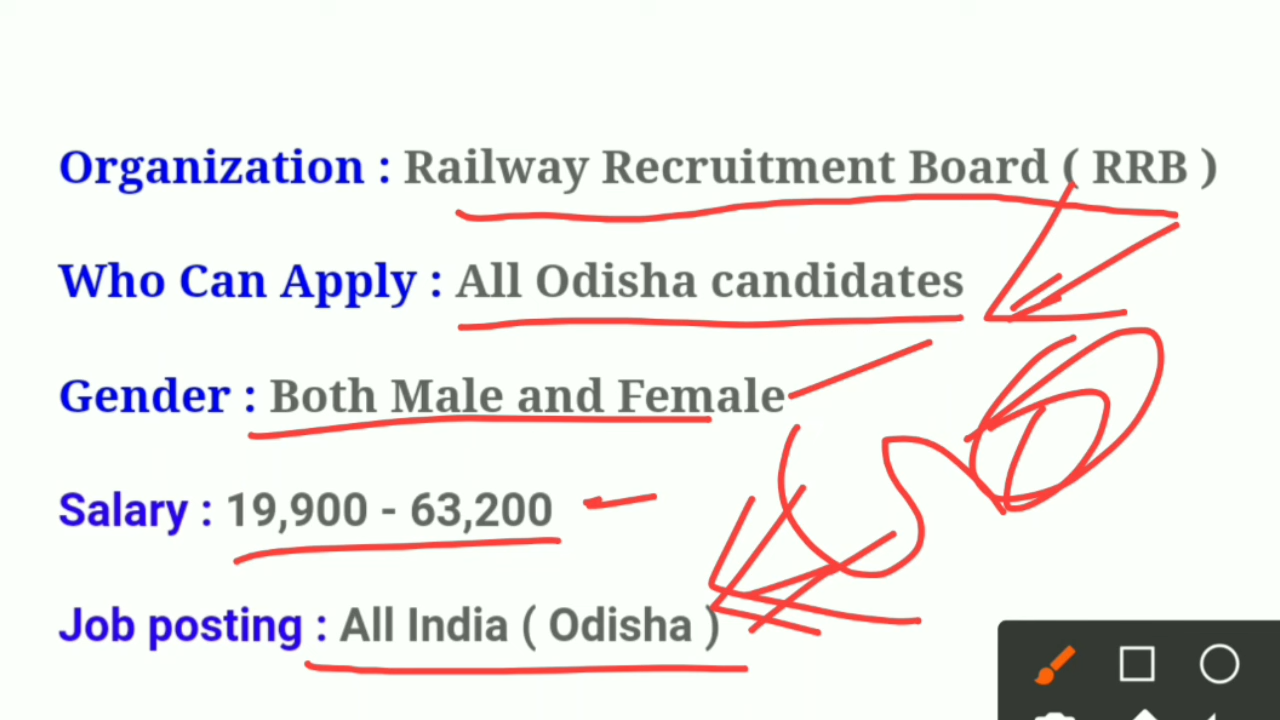 Organization : Railway Recruitment Board ( RRB )
Who Can Apply : All Odisha candidates
Gender : Both Male and Female
Salary : 19,900 - 63,200
Job posting : All India ( Odisha )